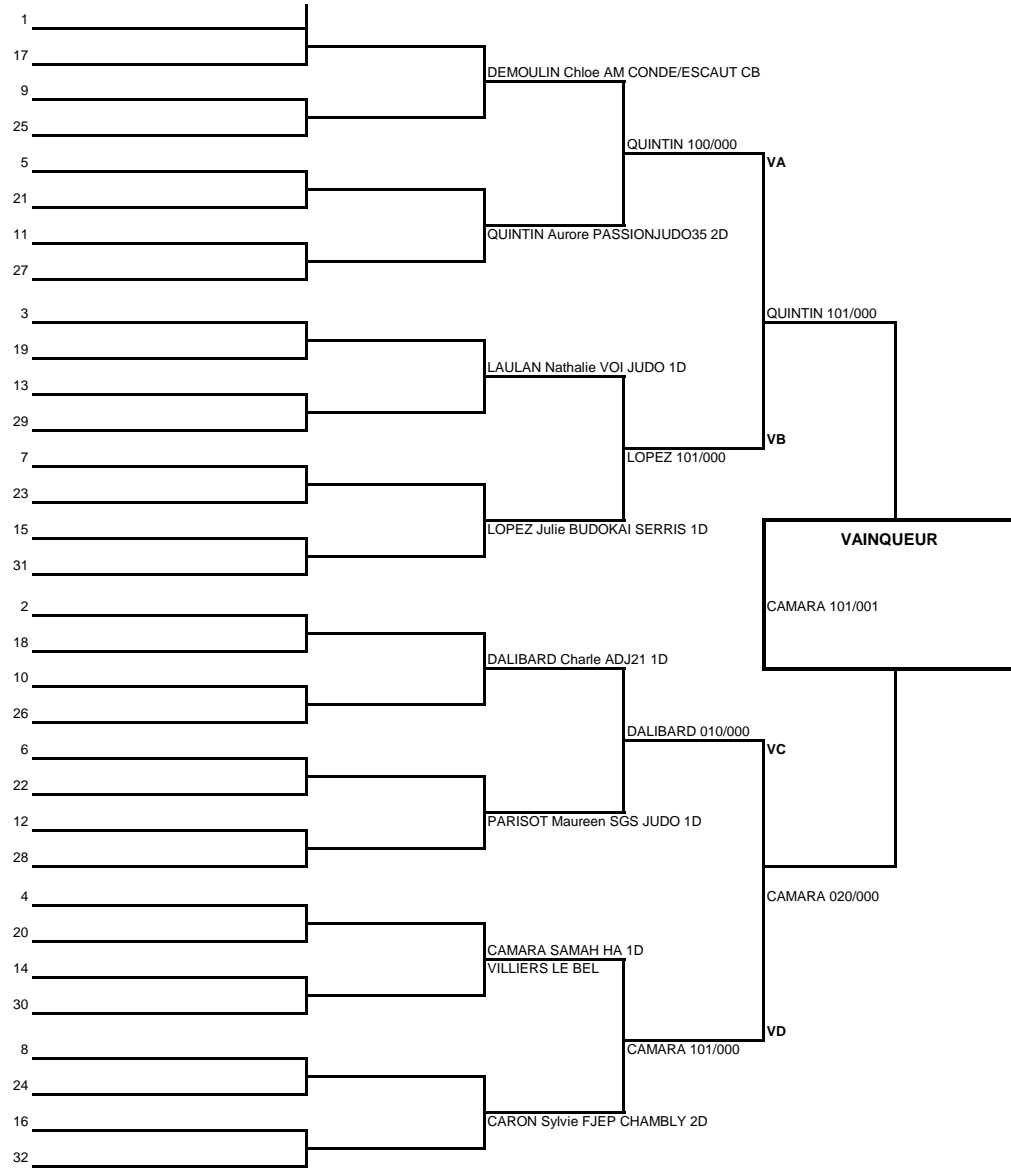 1
17
DEMOULIN Chloe AM CONDE/ESCAUT CB
9
25
QUINTIN 100/000
5
VA
21
QUINTIN Aurore PASSIONJUDO35 2D
11
27
3
QUINTIN 101/000
19
LAULAN Nathalie VOI JUDO 1D
13
29
VB
7
LOPEZ 101/000
23
15
LOPEZ Julie BUDOKAI SERRIS 1D
31
VAINQUEUR
2
CAMARA 101/001
18
DALIBARD Charle ADJ21 1D
10
26
DALIBARD 010/000
6
VC
22
PARISOT Maureen SGS JUDO 1D
12
28
4
CAMARA 020/000
20
CAMARA SAMAH HA 1D
14
VILLIERS LE BEL
30
VD
8
CAMARA 101/000
24
16
CARON Sylvie FJEP CHAMBLY 2D
32